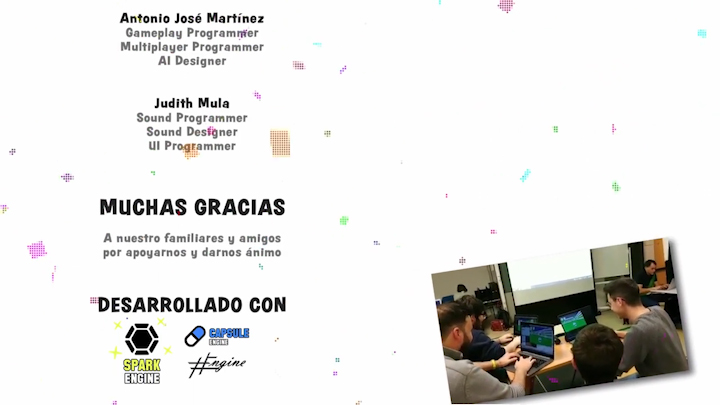 Antonio José Martínez
Gameplay Programmer
Multiplayer Programmer
AI Designer
Judith Mula
Sound Programmer
Sound Designer
UI Programmer
MUCHAS GRACIAS
A nuestro familiares y amigos
por apoyarnos y darnos ánimo
DESARROLLADO CON
SPARK
ENGINE
CAPSULE
ENGINE
Engine